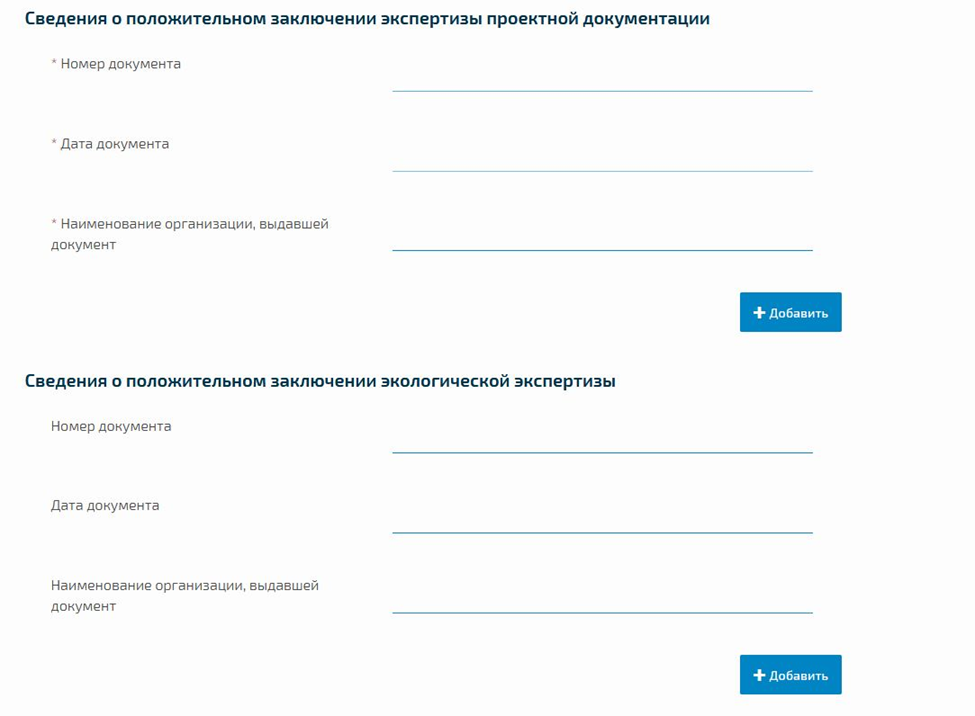 Сведения о положительном заключении экспертизы проектной документации
* Номер документа
* Дата документа
* Наименование организации, выдавшей
документ
+ Добавить
Сведения о положительном заключении экологической экспертизы
Номер документа
Дата документа
Наименование организации, выдавшей
документ
+ Добавить